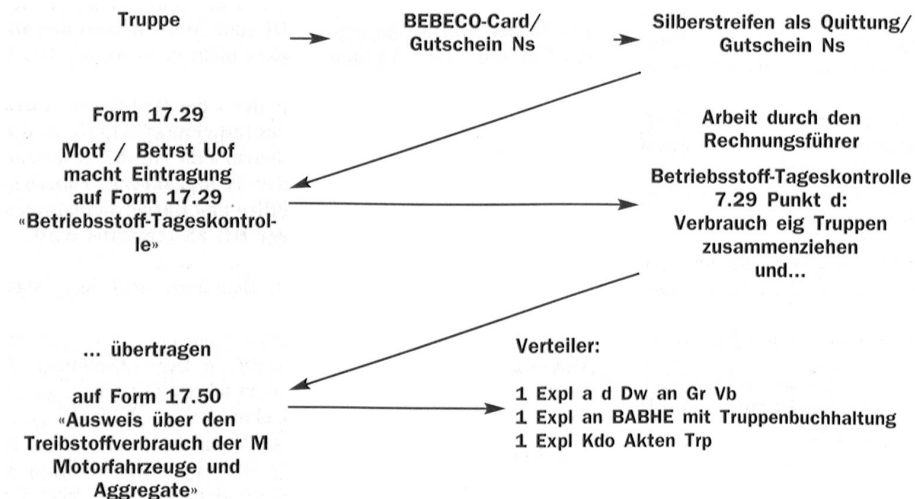 Truppe
BEBECO-Card/
Gutschein Ns
Silberstreifen als Quittung/
Gutschein Ns
Form 17.29
Motf / Betrst Uof
macht Eintragung
auf Form 17.29
«Betriebsstoff-Tageskontrol-
le»
Arbeit durch den
Rechnungsführer
Betriebsstoff-Tageskontrolle
7.29 Punkt d:
Verbrauch eig Truppen
zusammenziehen
und...
... übertragen
auf Form 17.50
«Ausweis über den
Treibstoffverbrauch der M
Motorfahrzeuge und
Aggregate»
Verteiler:
1 Expl a d Dw an Gr Vb
1 Expl an BABHE mit Truppenbuchhaltung
1 Expl Kdo Akten Trp